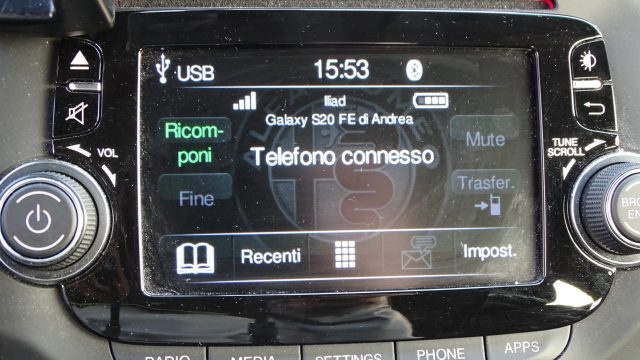 USB 15:53
Iliad
Galaxy S20 FE di Andrea
Ricom-
poni
Mute
Telefono connesso
Fine
Trasfer.
Recenti
Impost.
VOL
TUNE
SCROLL
RADIO
MEDIA
SETTINGS
PHONE
APPS